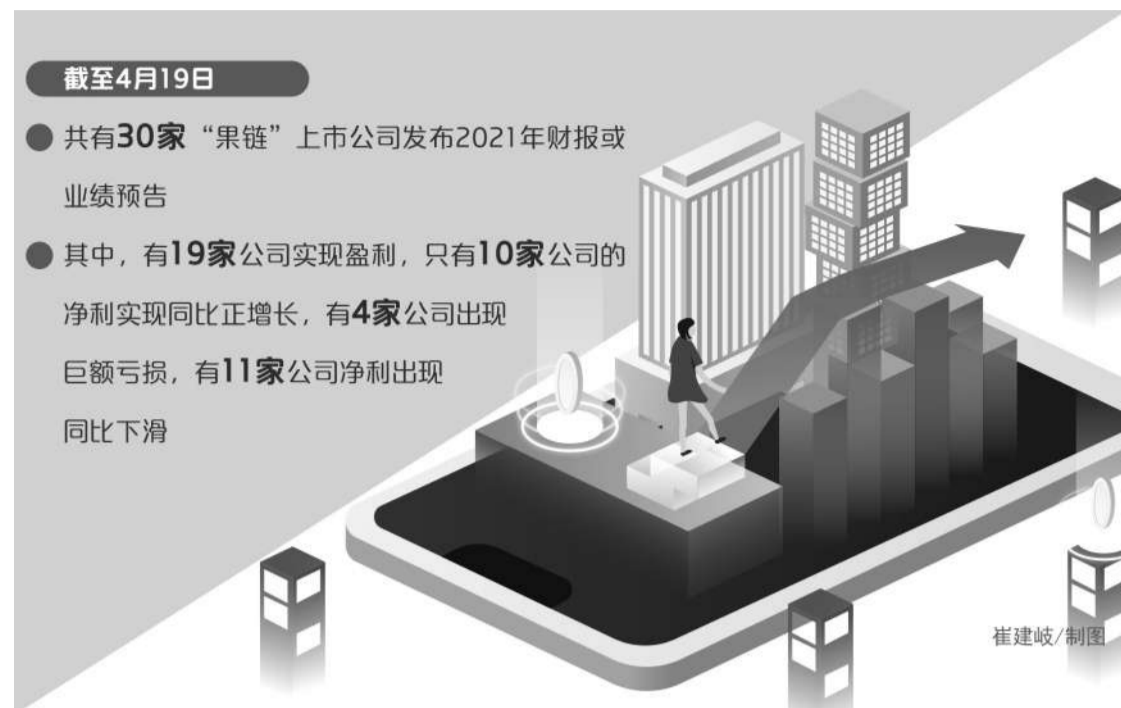 截至4月19日
共有30家“果链”上市公司发布2021年财报或
业绩预告
其中，有19家公司实现盈利，只有10家公司的
净利实现同比正增长，有4家公司出现
巨额亏损，有11家公司净利出现
同比下滑
崔建岐/制图